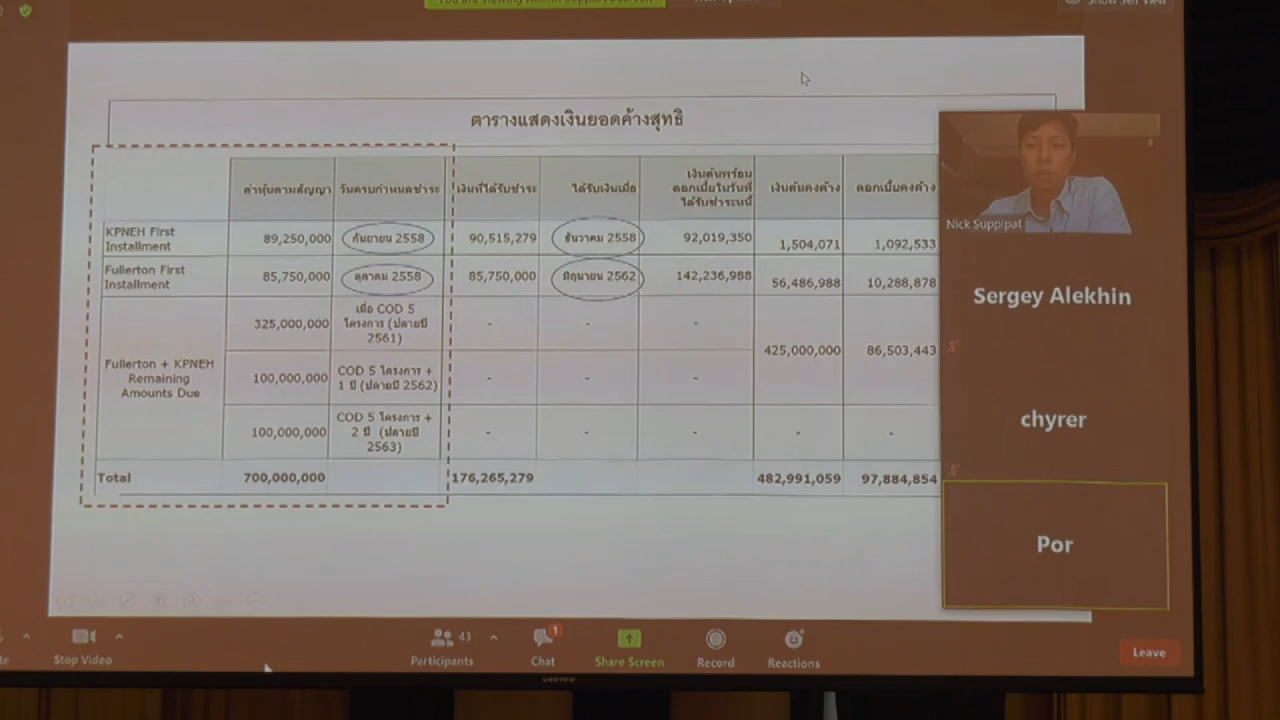 Show Self View
ตารางแสดงเงินยอดค้างสุทธิ
ค่าหุ้นตามสัญญา
วันครบกำหนดชำระ
เงินที่ได้รับชำระ
ได้รับเงินเมื่อ
เงินต้นพร้อม
ดอกเบี้ยในวันที่
ได้รับชำระหนี้
เงินต้นคงค้าง
ดอกเบี้ยคงค้าง
KPNEH First
Installment
89,250,000
กันยายน 2558
90,515,279
ธันวาคม 2558
92,019,350
1,504,071
1,092,533
Fullerton First
Installment
85,750,000
ตุลาคม 2558
85,750,000
มิถุนายน 2562
142,236,988
56,486,988
10,288,878
Fullerton + KPNEH
Remaining
Amounts Due
325,000,000
เมื่อ COD 5
โครงการ (ปลายปี
2561)
-
-
-
425,000,000
86,503,443
100,000,000
COD 5 โครงการ +
1 ปี (ปลายปี 2562)
-
-
-
100,000,000
COD 5 โครงการ +
2 ปี (ปลายปี
2563)
-
-
-
-
-
Total
700,000,000
176,265,279
482,991,059
97,884,854
Nick Suppipat
Sergey Alekhin
chyrer
Por
Stop Video
43
Participants
1
Chat
Share Screen
Record
Reactions
Leave